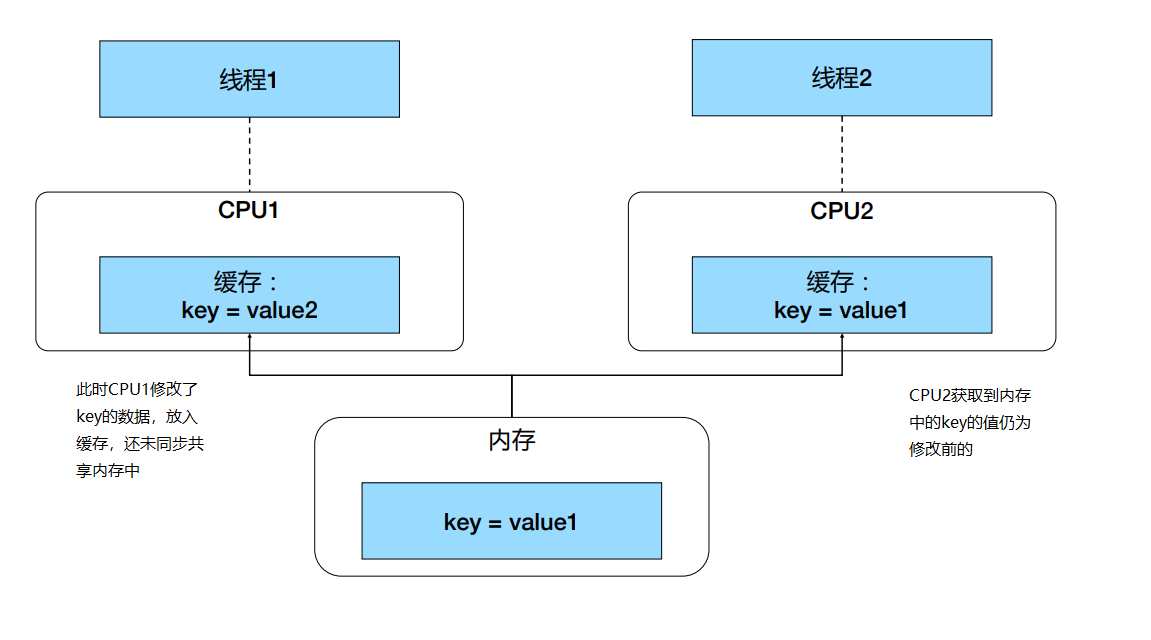 线程1
线程2
CPU1
CPU2
缓存：
key = value2
缓存：
key = value1
此时CPU1修改了
key的数据，放入
缓存，还未同步共
享内存中
CPU2获取到内存
中的key的值仍为
修改前的
内存
key = value1